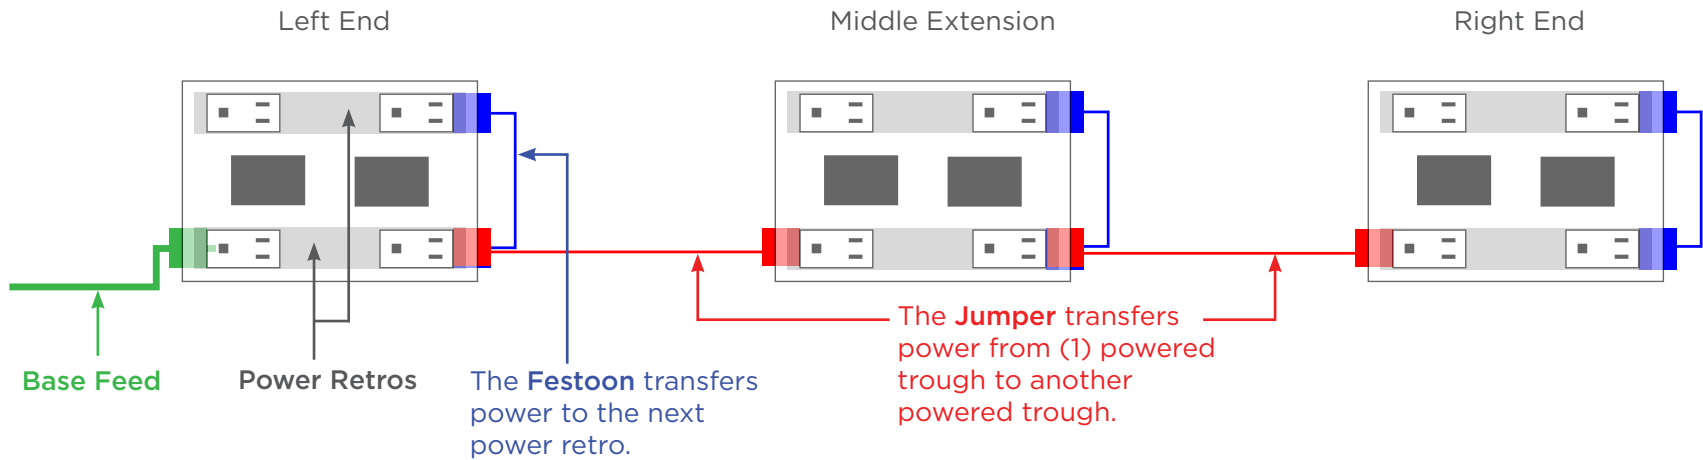 Left End
Middle Extension
Right End
Base Feed
Power Retros
The Festoon transfers
power to the next
power retro.
The Jumper transfers
power from (1) powered
trough to another
powered trough.